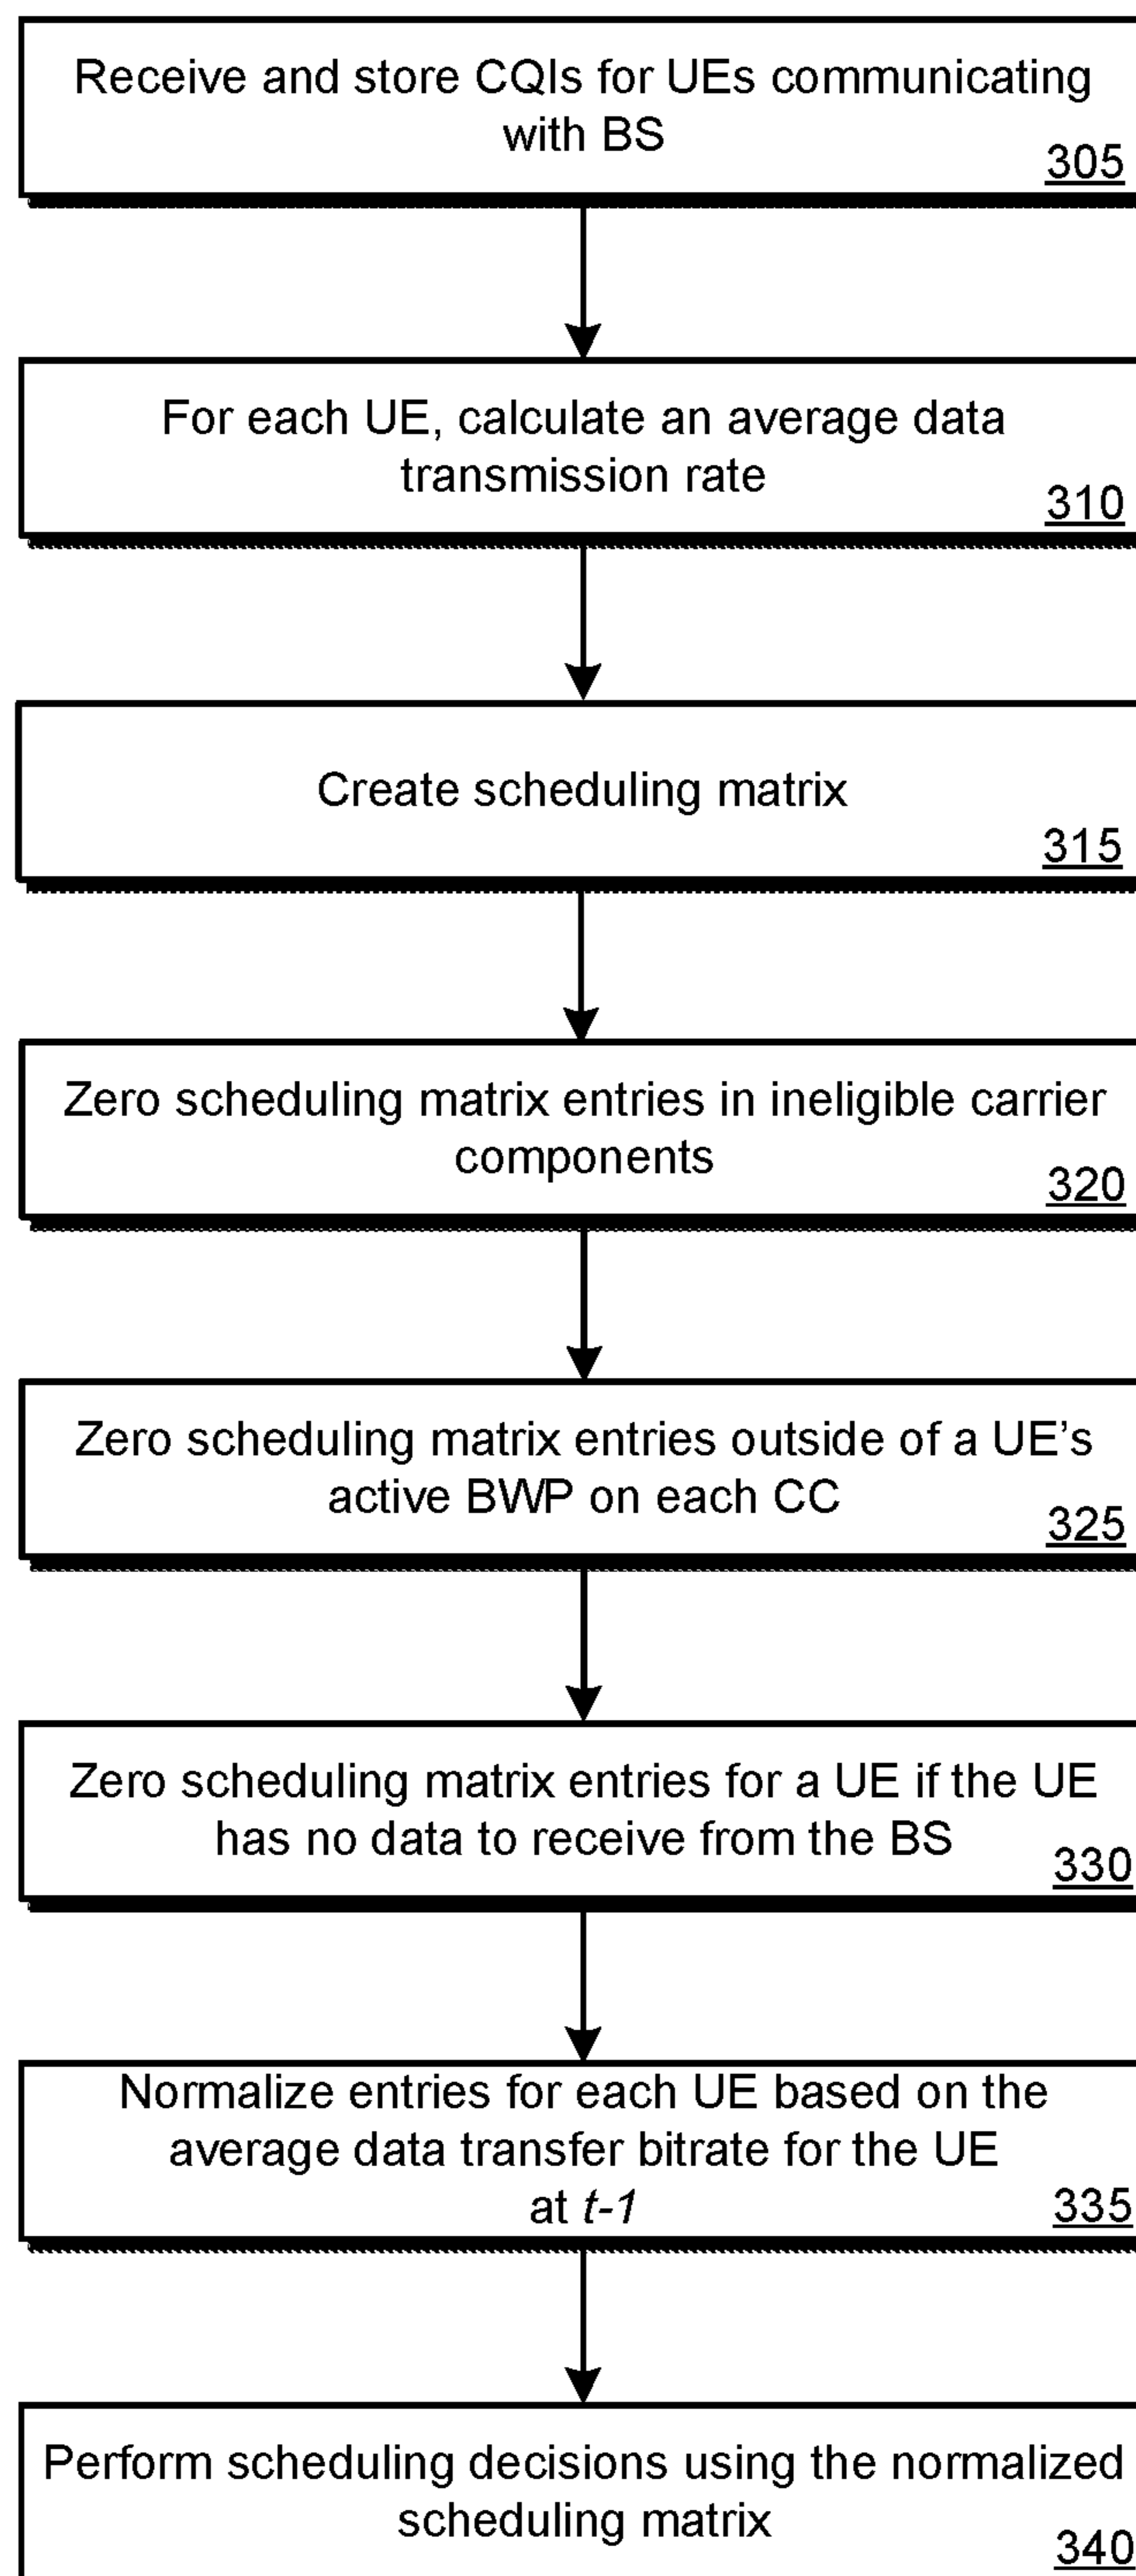 Receive and store CQIs for UEs communicating
with BS
305
For each UE, calculate an average data
transmission rate
310
Create scheduling matrix
315
Zero scheduling matrix entries in ineligible carrier
components
320
Zero scheduling matrix entries outside of a UE's
active BWP on each CC
325
Zero scheduling matrix entries for a UE if the UE
has no data to receive from the BS
330
Normalize entries for each UE based on the
average data transfer bitrate for the UE
at t-1
335
Perform scheduling decisions using the normalized
scheduling matrix
340